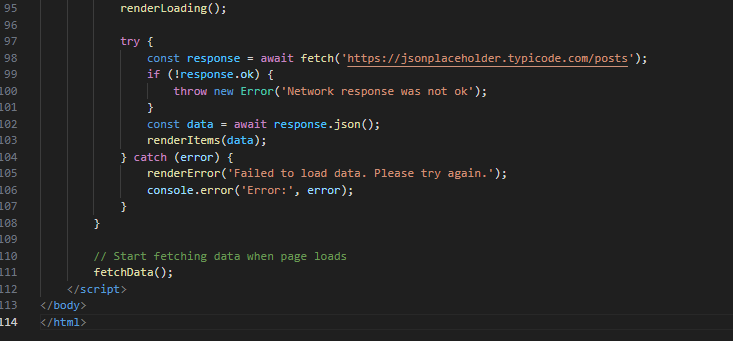 95 renderLoading();
96
97 try {
98 const response = await fetch('https://jsonplaceholder.typicode.com/posts');
99 if (!response.ok) {
100 throw new Error('Network response was not ok');
101 }
102 const data = await response.json();
103 renderItems(data);
104 } catch (error) {
105 renderError('Failed to load data. Please try again.');
106 console.error('Error:', error);
107 }
108 }
109
110 // Start fetching data when page loads
111 fetchData();
112 </script>
113 </body>
114 </html>